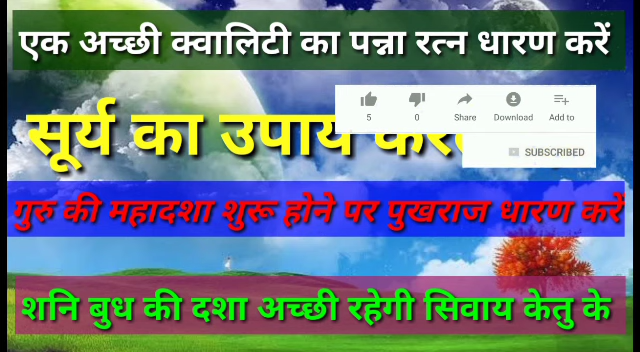 एक अच्छी क्वालिटी का पन्ना रत्न धारण करें
सूर्य का उपाय
5 0 Share Download Add to
SUBSCRIBED
गुरु की महादशा शुरू होने पर पुखराज धारण करें
शनि बुध की दशा अच्छी रहेगी सिवाय केतु के